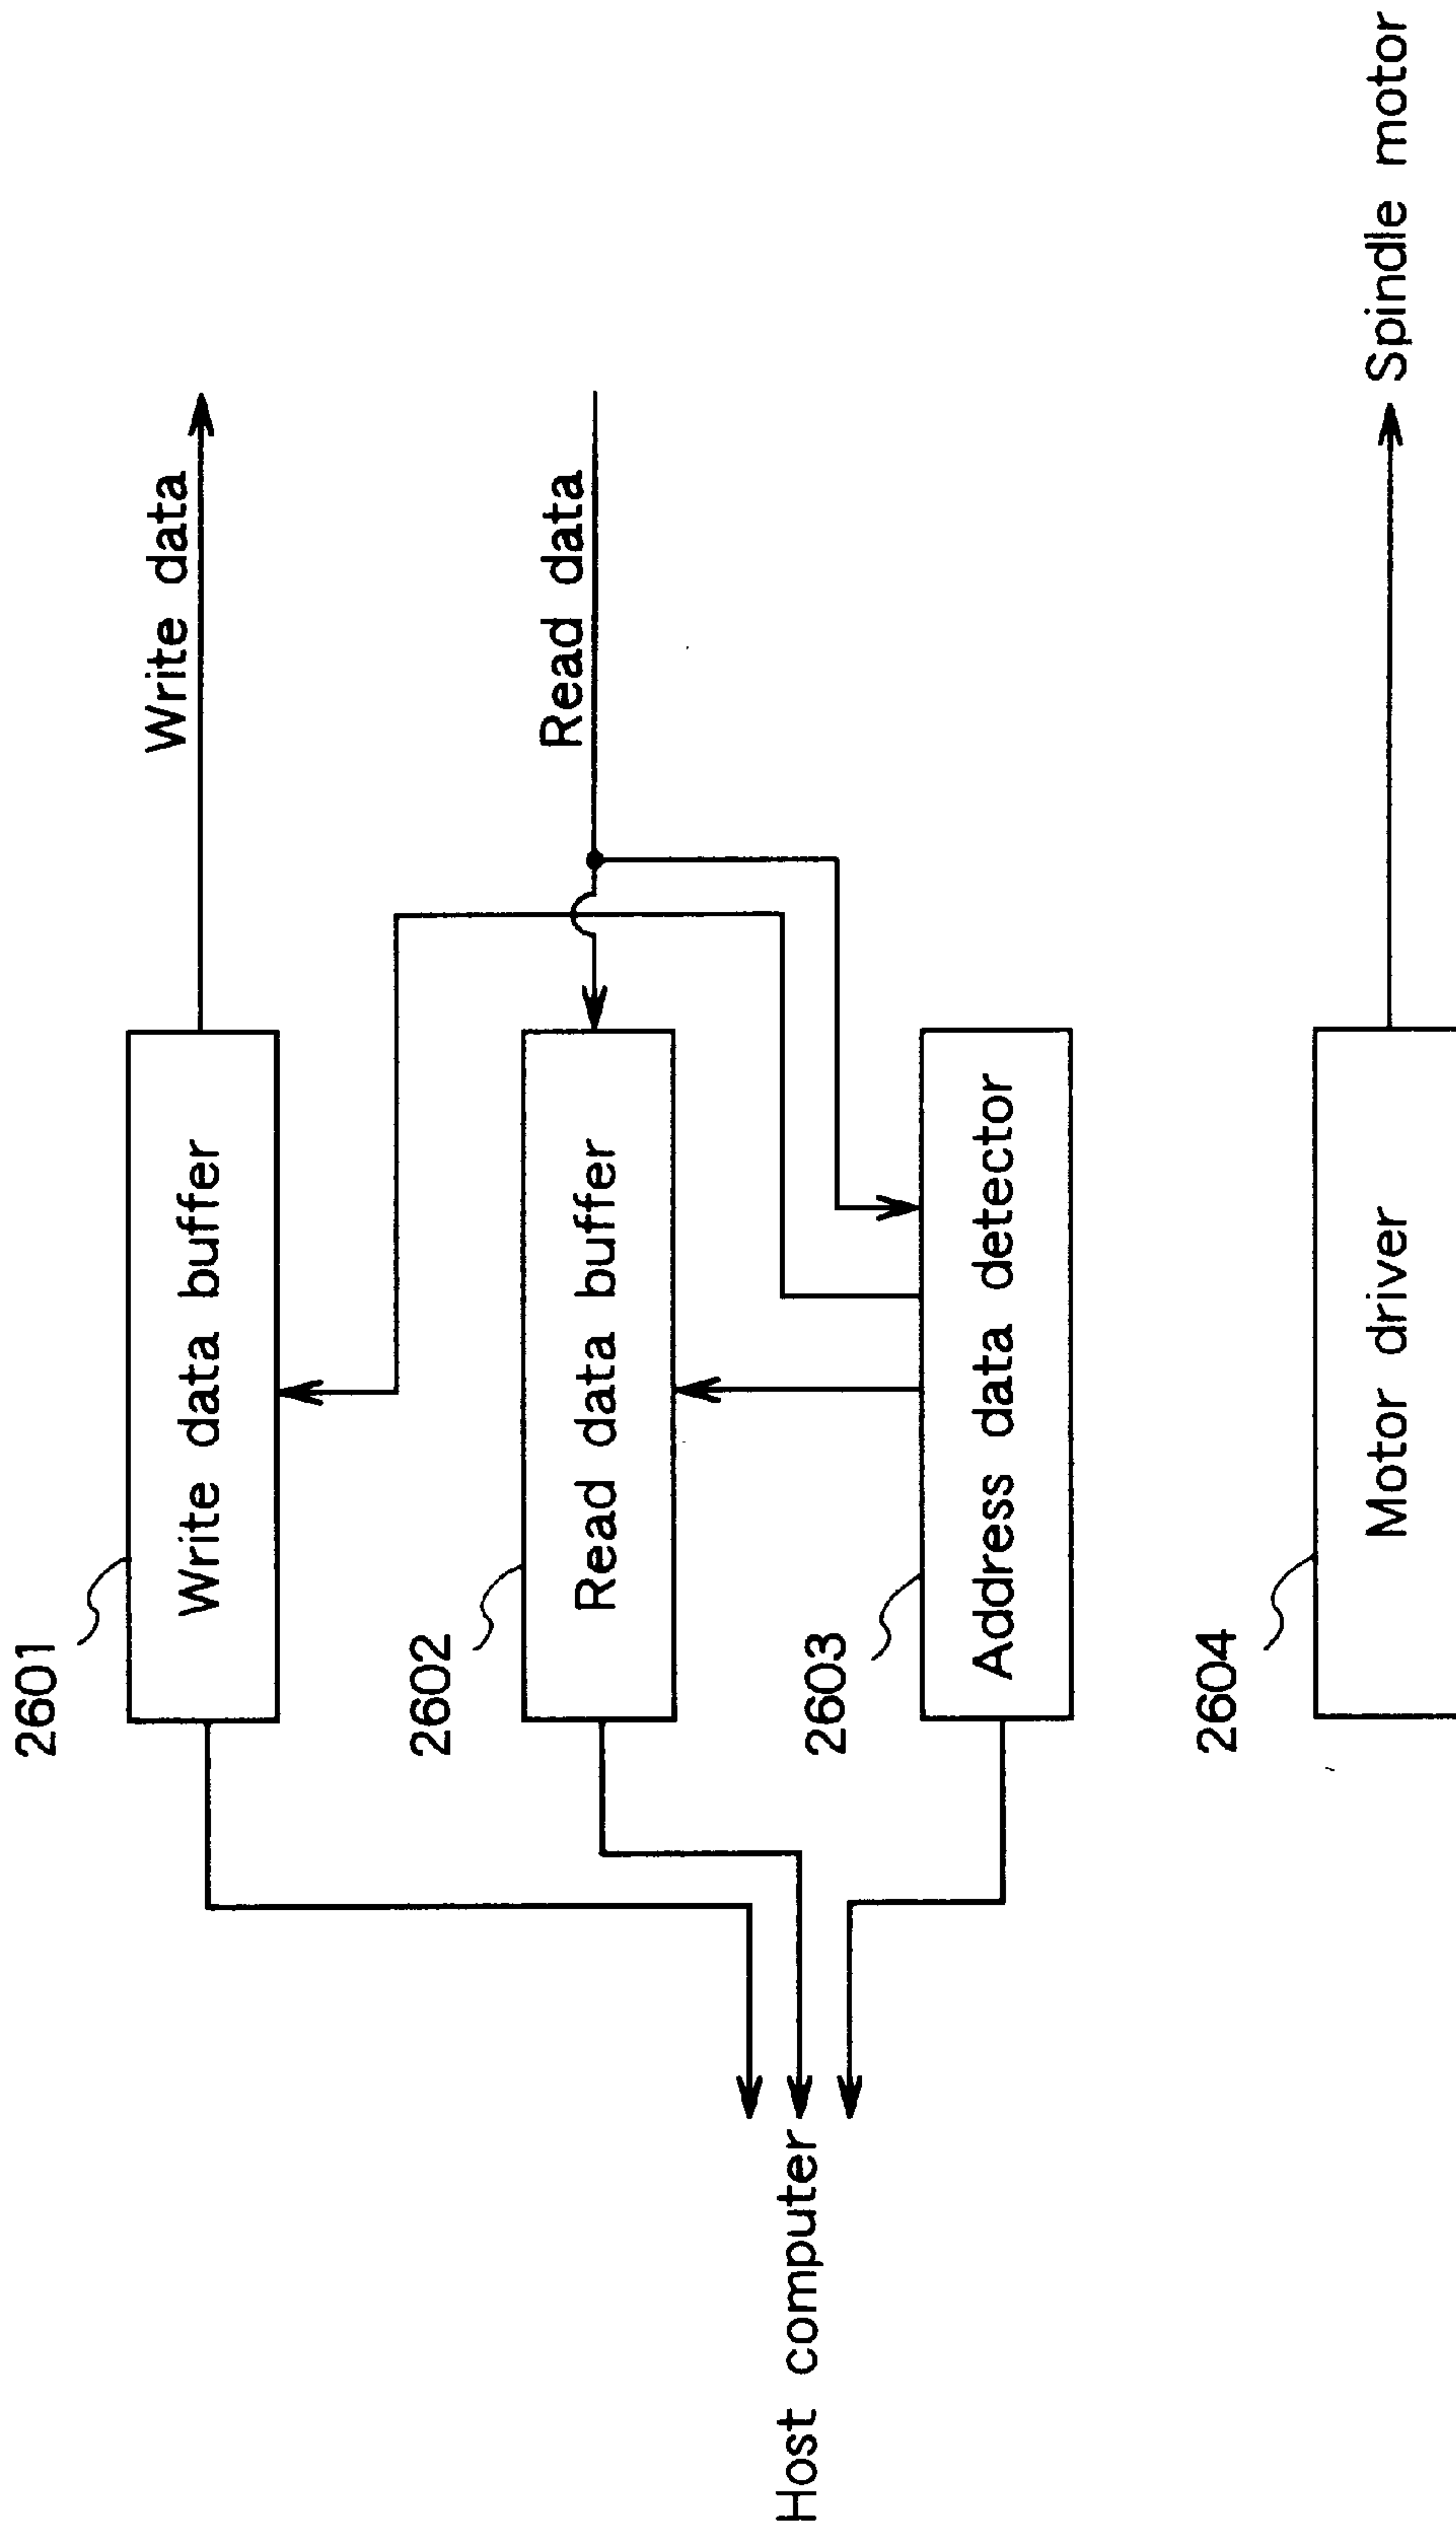 2601
Write data buffer
Write data
2602
Read data buffer
Read data
Host computer
2603
Address data detector
2604
Motor driver
Spindle motor